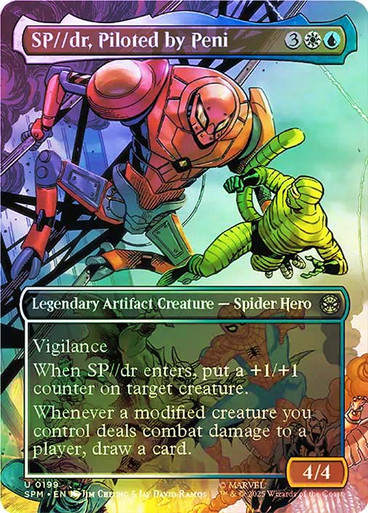 SP//dr, Piloted by Peni 3
Legendary Artifact Creature — Spider Hero
Vigilance
When SP//dr enters, put a +1/+1
counter on target creature.
Whenever a modified creature you
control deals combat damage to a
player, draw a card.
4/4
U 0199 © MARVEL
SPM • EN Jim Cheung & Jay David Ramos ™ & © 2025 Wizards of the Coast